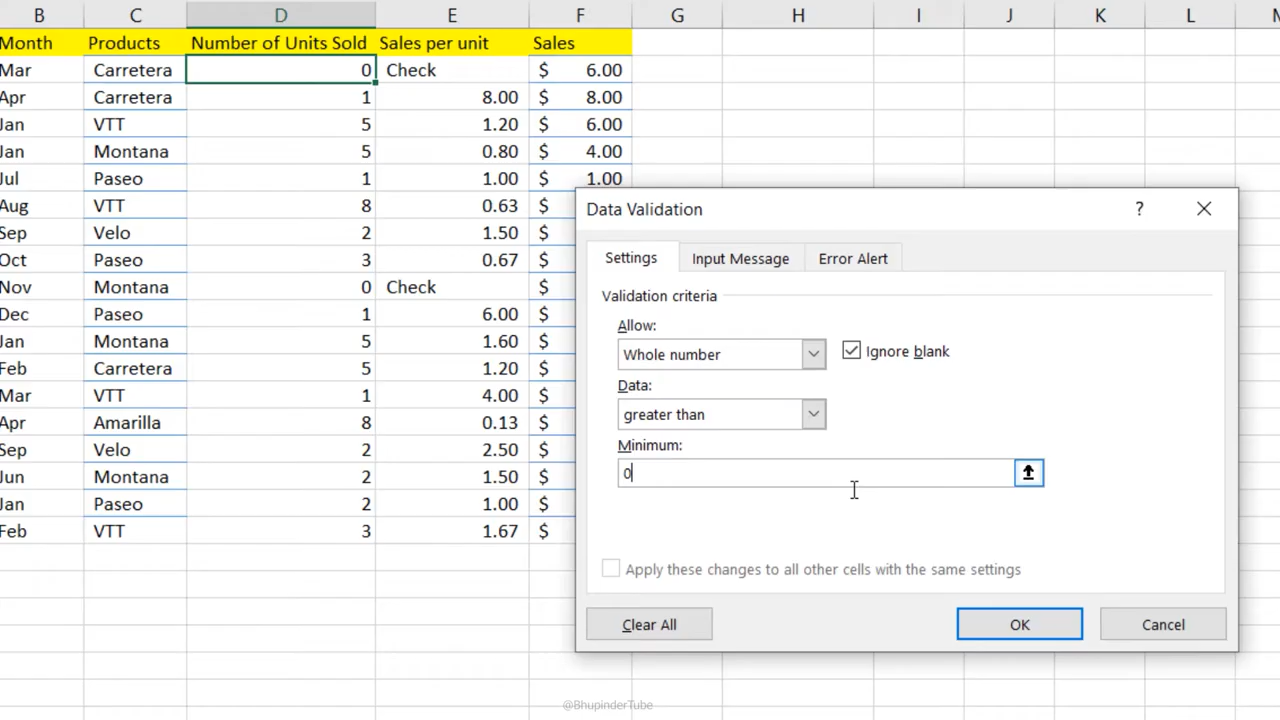 B C D E F G H I J K L
Month Products Number of Units Sold Sales per unit Sales
Mar Carretera 0 Check $ 6.00
Apr Carretera 1 8.00 $ 8.00
Jan VTT 5 1.20 $ 6.00
Jan Montana 5 0.80 $ 4.00
Jul Paseo 1 1.00 $ 1.00
Aug VTT 8 0.63 $
Sep Velo 2 1.50 $
Oct Paseo 3 0.67 $
Nov Montana 0 Check $
Dec Paseo 1 6.00 $
Jan Montana 5 1.60 $
Feb Carretera 5 1.20 $
Mar VTT 1 4.00 $
Apr Amarilla 8 0.13 $
Sep Velo 2 2.50 $
Jun Montana 2 1.50 $
Jan Paseo 2 1.00 $
Feb VTT 3 1.67 $
Data Validation ?
Settings Input Message Error Alert
Validation criteria
Allow:
Whole number Ignore blank
Data:
greater than
Minimum:
0
Apply these changes to all other cells with the same settings
Clear All OK Cancel
@BhupinderTube